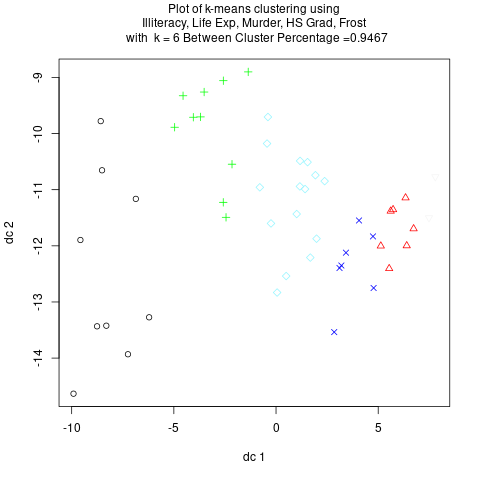 Plot of k-means clustering using
Illiteracy, Life Exp, Murder, HS Grad, Frost
with  k = 6 Between Cluster Percentage =0.9467
-9
-10
-11
-12
-13
-14
dc 2
-10 -5 0 5
dc 1